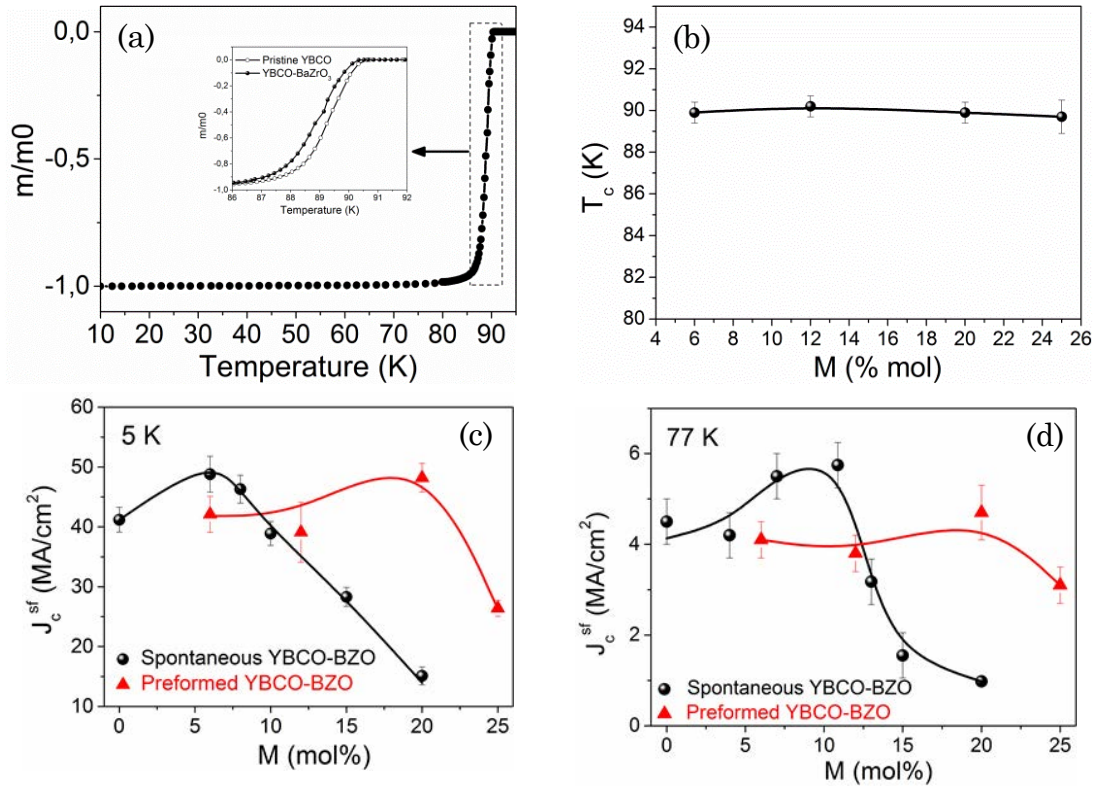 (a)
0,0
-0,5
-1,0
m/m0
10 20 30 40 50 60 70 80 90
Temperature (K)
Pristine YBCO
YBCO-BaZrO3
0,0
-0,2
-0,4
-0,6
-0,8
-1,0
m/m0
86 87 88 89 90 91 92
Temperature (K)
(b)
94
92
90
88
86
84
82
80
Tc (K)
4 6 8 10 12 14 16 18 20 22 24 26
M (% mol)
(c)
5 K
60
50
40
30
20
10
Jc sf (MA/cm2)
Spontaneous YBCO-BZO
Preformed YBCO-BZO
0 5 10 15 20 25
M (mol%)
(d)
77 K
6
4
2
0
Jc sf (MA/cm2)
Spontaneous YBCO-BZO
Preformed YBCO-BZO
0 5 10 15 20 25
M (mol%)